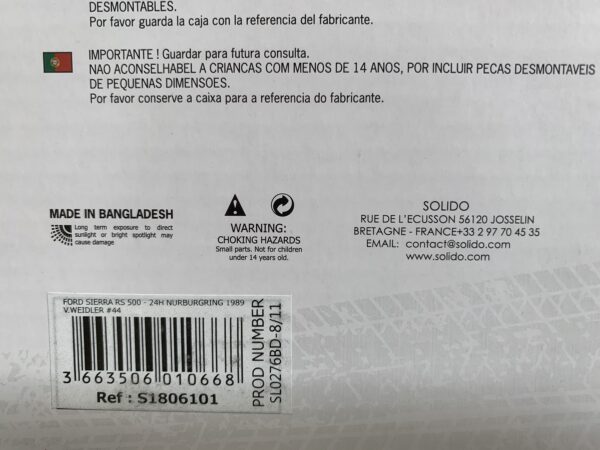 DESMONTABLES.
Por favor guarda la caja con la referencia del fabricante.
IMPORTANTE ! Guardar para futura consulta.
NAO ACONSELHABEL A CRIANCAS COM MENOS DE 14 ANOS, POR INCLUIR PECAS DESMONTAVEIS
DE PEQUENAS DIMENSOES.
Por favor conserve a caixa para a referencia do fabricante.
MADE IN BANGLADESH
Long term exposure to direct
sunlight or bright spotlight may
cause damage
WARNING:
CHOKING HAZARDS
Small parts. Not for children
under 14 years old.
SOLIDO
RUE DE L'ECUSSON 56120 JOSSELIN
BRETAGNE - FRANCE+33 2 97 70 45 35
EMAIL: contact@solido.com
www.solido.com
FORD SIERRA RS 500 - 24H NURBURGRING 1989
V.WEIDLER #44
3 663506 010668
Ref : S1806101
PROD NUMBER
SL0276BD-8/11